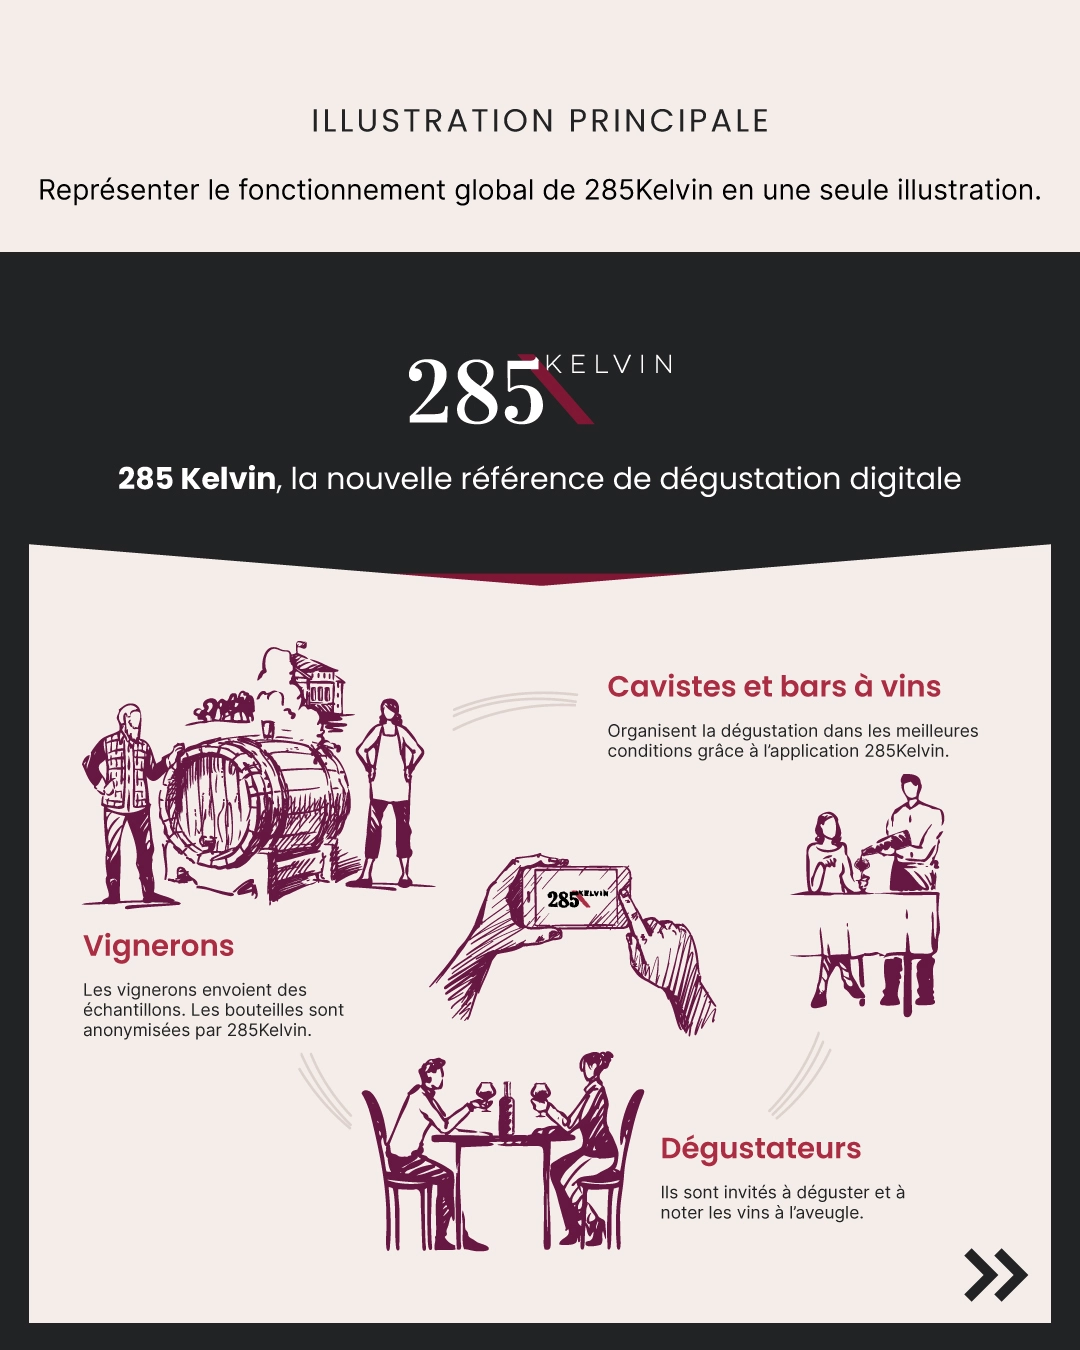 ILLUSTRATION PRINCIPALE
Représenter le fonctionnement global de 285Kelvin en une seule illustration.
285 KELVIN
285 Kelvin, la nouvelle référence de dégustation digitale
Cavistes et bars à vins
Organisent la dégustation dans les meilleures
conditions grâce à l’application 285Kelvin.
285 KELVIN
Vignerons
Les vignerons envoient des
échantillons. Les bouteilles sont
anonymisées par 285Kelvin.
Dégustateurs
Ils sont invités à déguster et à
noter les vins à l’aveugle.